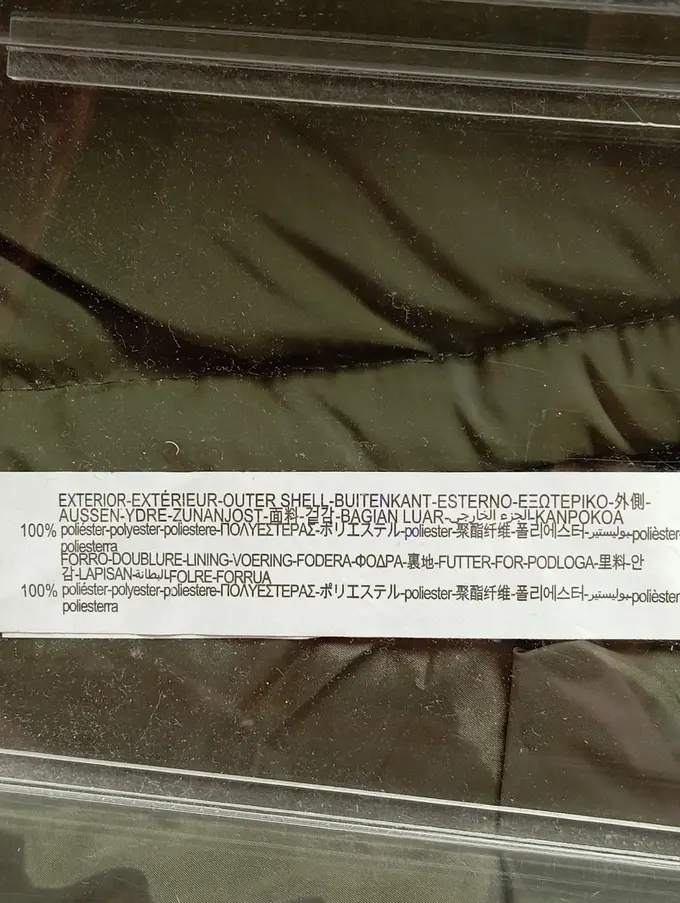 EXTERIOR-EXTÉRIEUR-OUTER SHELL-BUITENKANT-ESTERNO-ΕΞΩΤΕΡΙΚΟ-外側-
AUSSEN-YDRE-ZUNANJOST-面料-겉감-BAGIAN LUAR-الجزء الخارجي-KANPOKOA
100% poliéster-polyester-poliestere-ΠΟΛΥΕΣΤΕΡΑΣ-ポリエステル-poliester-聚酯纤维-폴리에스터-بوليستير-polièster-
poliesterra
FORRO-DOUBLURE-LINING-VOERING-FODERA-ΦΟΔΡΑ-裏地-FUTTER-FOR-PODLOGA-里料-안
감-LAPISAN-البطانة-FOLRE-FORRUA
100% poliéster-polyester-poliestere-ΠΟΛΥΕΣΤΕΡΑΣ-ポリエステル-poliester-聚酯纤维-폴리에스터-بوليستير-polièster-
poliesterra